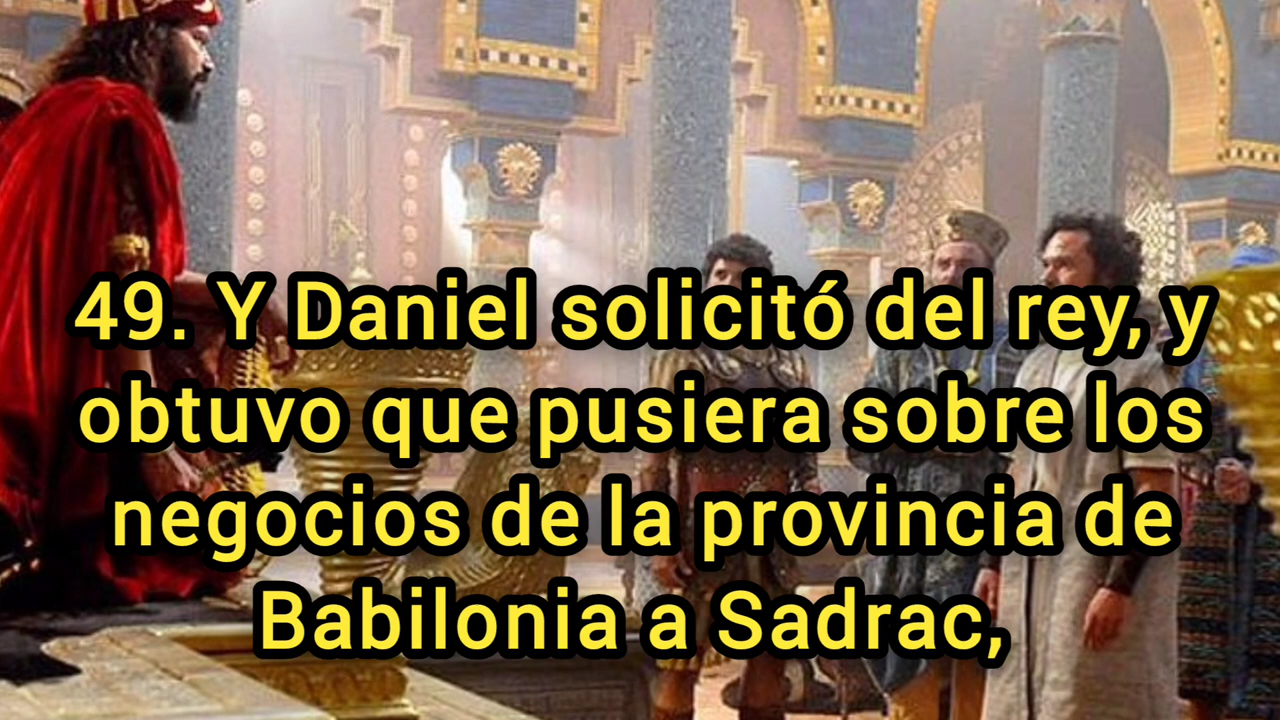 49. Y Daniel solicitó del rey, y
obtuvo que pusiera sobre los
negocios de la provincia de
Babilonia a Sadrac,